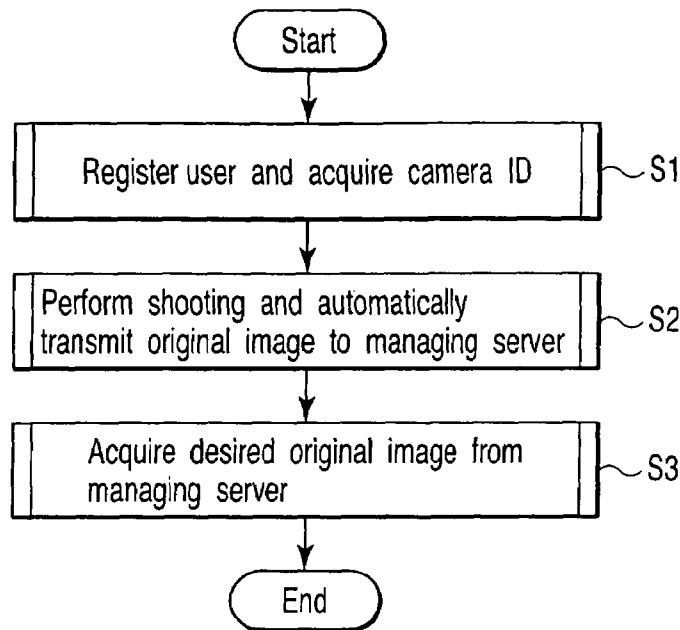 Start
Register user and acquire camera ID
S1
Perform shooting and automatically
transmit original image to managing server
S2
Acquire desired original image from
managing server
S3
End